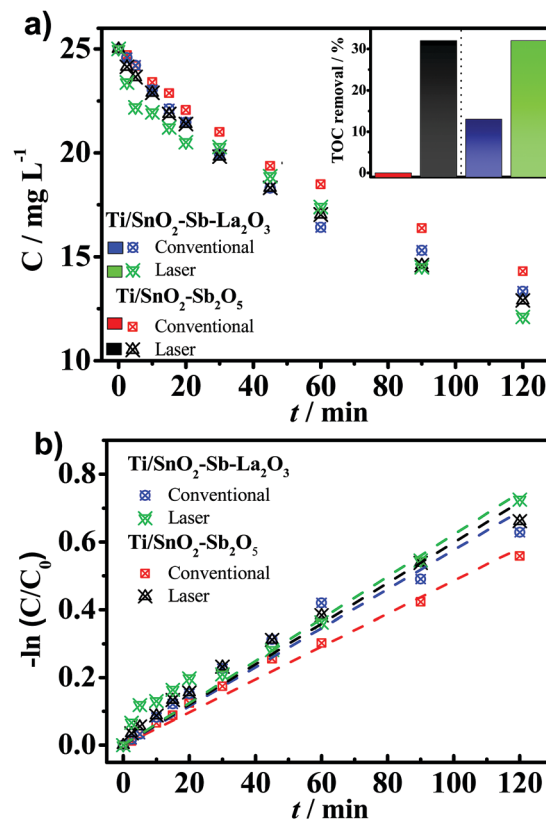 a)
25
20
15
10
C / mg L⁻¹
30
20
10
0
TOC removal / %
Ti/SnO₂-Sb-La₂O₃
Conventional
Laser
Ti/SnO₂-Sb₂O₅
Conventional
Laser
0 20 40 60 80 100 120
t / min
b)
0.8
0.6
0.4
0.2
0.0
-ln (C/C₀)
Ti/SnO₂-Sb-La₂O₃
Conventional
Laser
Ti/SnO₂-Sb₂O₅
Conventional
Laser
0 20 40 60 80 100 120
t / min